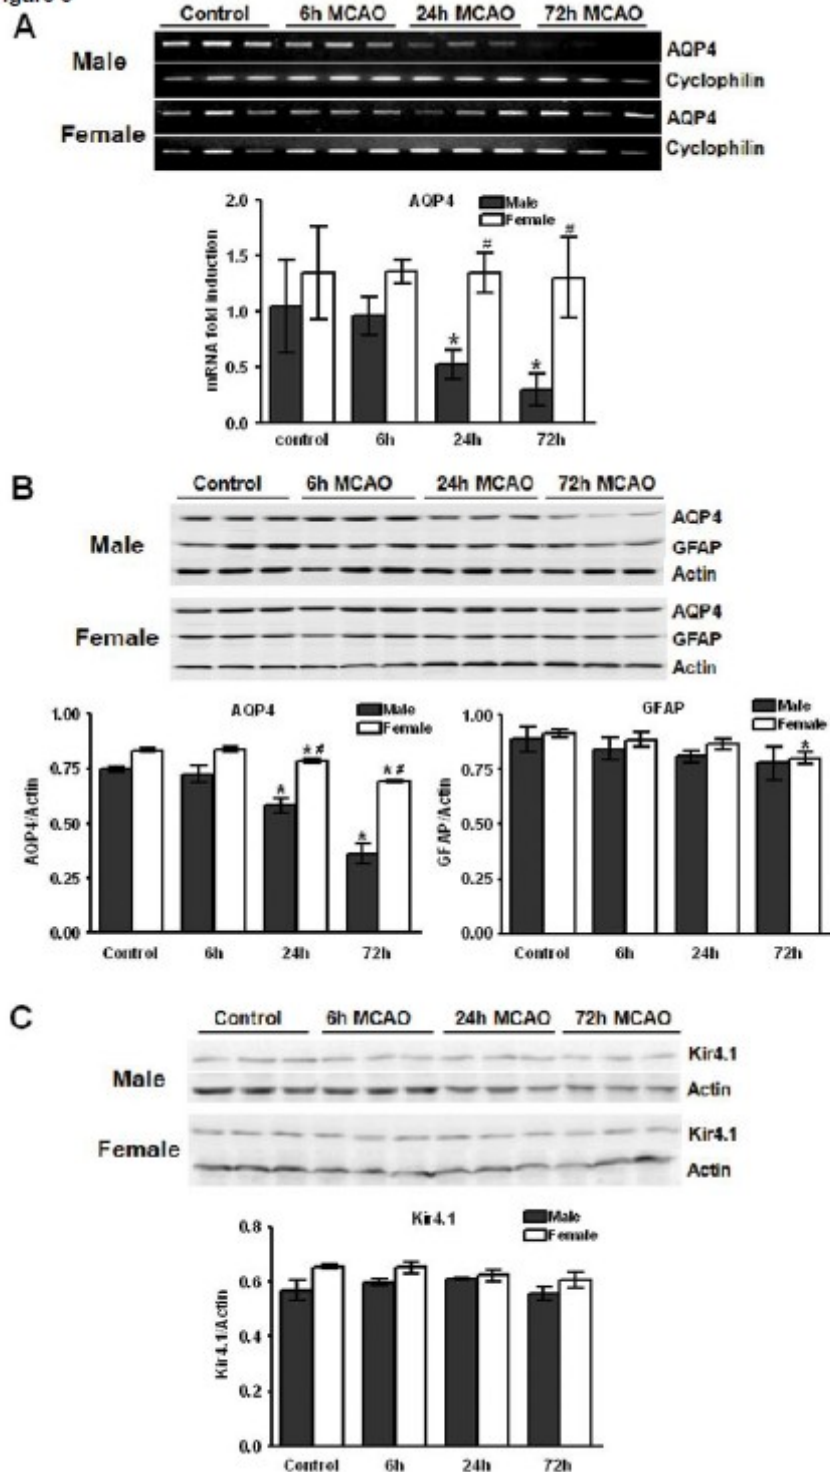 A
Control 6h MCAO 24h MCAO 72h MCAO
Male
AQP4
Cyclophilin
Female
AQP4
Cyclophilin
AQP4
Male
Female
mRNA fold induction
2.0
1.5
1.0
0.5
0.0
#
#
*
*
control 6h 24h 72h
B
Control 6h MCAO 24h MCAO 72h MCAO
Male
AQP4
GFAP
Actin
Female
AQP4
GFAP
Actin
AQP4
Male
Female
AQP4/Actin
1.00
0.75
0.50
0.25
0.00
*
*#
*
*#
Control 6h 24h 72h
GFAP
Male
Female
GFAP/Actin
1.00
0.75
0.50
0.25
0.00
*
Control 6h 24h 72h
C
Control 6h MCAO 24h MCAO 72h MCAO
Male
Kir4.1
Actin
Female
Kir4.1
Actin
Kir4.1
Male
Female
Kir4.1/Actin
0.8
0.6
0.4
0.2
0.0
Control 6h 24h 72h